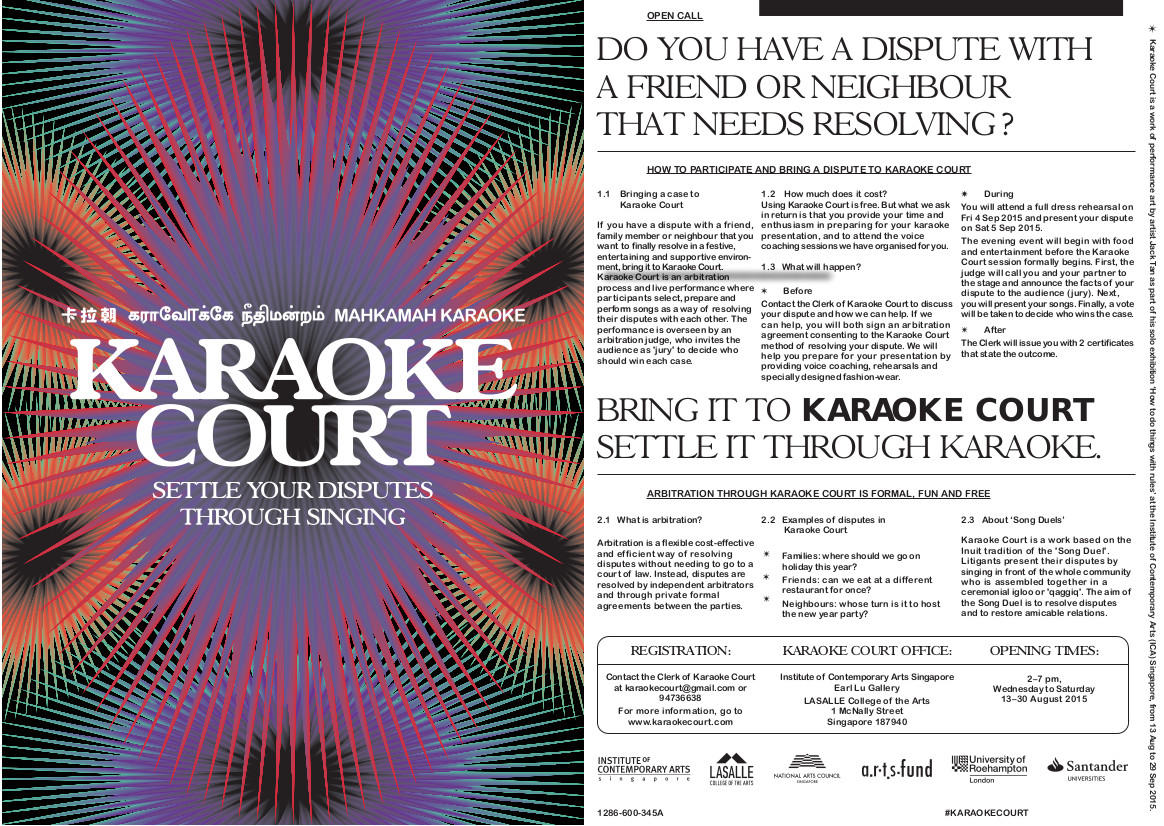 卡拉朝 கராவோக்கே நீதிமன்றம் MAHKAMAH KARAOKE
KARAOKE
COURT
SETTLE YOUR DISPUTES
THROUGH SINGING
OPEN CALL
DO YOU HAVE A DISPUTE WITH
A FRIEND OR NEIGHBOUR
THAT NEEDS RESOLVING?
HOW TO PARTICIPATE AND BRING A DISPUTE TO KARAOKE COURT
1.1 Bringing a case to
Karaoke Court
If you have a dispute with a friend,
family member or neighbour that you
want to finally resolve in a festive,
entertaining and supportive environ-
ment, bring it to Karaoke Court.
Karaoke Court is an arbitration
process and live performance where
participants select, prepare and
perform songs as a way of resolving
their disputes with each other. The
performance is overseen by an
arbitration judge, who invites the
audience as 'jury' to decide who
should win each case.
1.2 How much does it cost?
Using Karaoke Court is free. But what we ask
in return is that you provide your time and
enthusiasm in preparing for your karaoke
presentation, and to attend the voice
coaching sessions we have organised for you.
1.3 What will happen?
✴ Before
Contact the Clerk of Karaoke Court to discuss
your dispute and how we can help. If we
can help, you will both sign an arbitration
agreement consenting to the Karaoke Court
method of resolving your dispute. We will
help you prepare for your presentation by
providing voice coaching, rehearsals and
specially designed fashion-wear.
✴ During
You will attend a full dress rehearsal on
Fri 4 Sep 2015 and present your dispute
on Sat 5 Sep 2015.
The evening event will begin with food
and entertainment before the Karaoke
Court session formally begins. First, the
judge will call you and your partner to
the stage and announce the facts of your
dispute to the audience (jury). Next,
you will present your songs. Finally, a vote
will be taken to decide who wins the case.
✴ After
The Clerk will issue you with 2 certificates
that state the outcome.
BRING IT TO KARAOKE COURT
SETTLE IT THROUGH KARAOKE.
ARBITRATION THROUGH KARAOKE COURT IS FORMAL, FUN AND FREE
2.1 What is arbitration?
Arbitration is a flexible cost-effective
and efficient way of resolving
disputes without needing to go to a
court of law. Instead, disputes are
resolved by independent arbitrators
and through private formal
agreements between the parties.
2.2 Examples of disputes in
Karaoke Court
✴ Families: where should we go on
holiday this year?
✴ Friends: can we eat at a different
restaurant for once?
✴ Neighbours: whose turn is it to host
the new year party?
2.3 About 'Song Duels'
Karaoke Court is a work based on the
Inuit tradition of the 'Song Duel'.
Litigants present their disputes by
singing in front of the whole community
who is assembled together in a
ceremonial igloo or 'qaggiq'. The aim of
the Song Duel is to resolve disputes
and to restore amicable relations.
REGISTRATION:
Contact the Clerk of Karaoke Court
at karaokecourt@gmail.com or
94736638
For more information, go to
www.karaokecourt.com
KARAOKE COURT OFFICE:
Institute of Contemporary Arts Singapore
Earl Lu Gallery
LASALLE College of the Arts
1 McNally Street
Singapore 187940
OPENING TIMES:
2–7 pm,
Wednesday to Saturday
13–30 August 2015
INSTITUTE OF
CONTEMPORARY ARTS
singapore
LASALLE
COLLEGE OF THE ARTS
NATIONAL ARTS COUNCIL
SINGAPORE
a.r.t.s.fund
University of
Roehampton
London
Santander
UNIVERSITIES
1286-600-345A
#KARAOKECOURT
✴ Karaoke Court is a work of performance art by artist Jack Tan as part of his solo exhibition 'How to do things with rules' at the Institute of Contemporary Arts (ICA) Singapore, from 13 Aug to 28 Sep 2015.